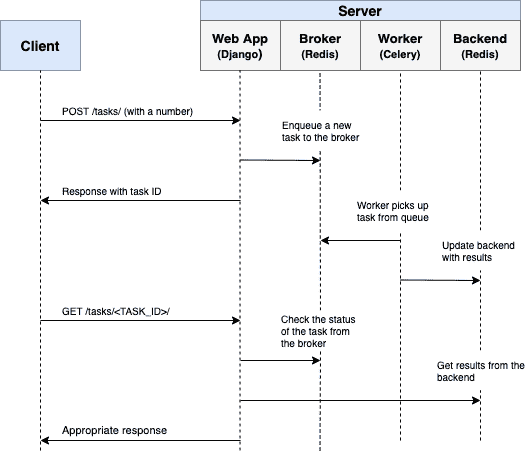 Server
Client
Web App
(Django)
Broker
(Redis)
Worker
(Celery)
Backend
(Redis)
POST /tasks/ (with a number)
Enqueue a new
task to the broker
Response with task ID
Worker picks up
task from queue
Update backend
with results
GET /tasks/<TASK_ID>/
Check the status
of the task from
the broker
Get results from the
backend
Appropriate response